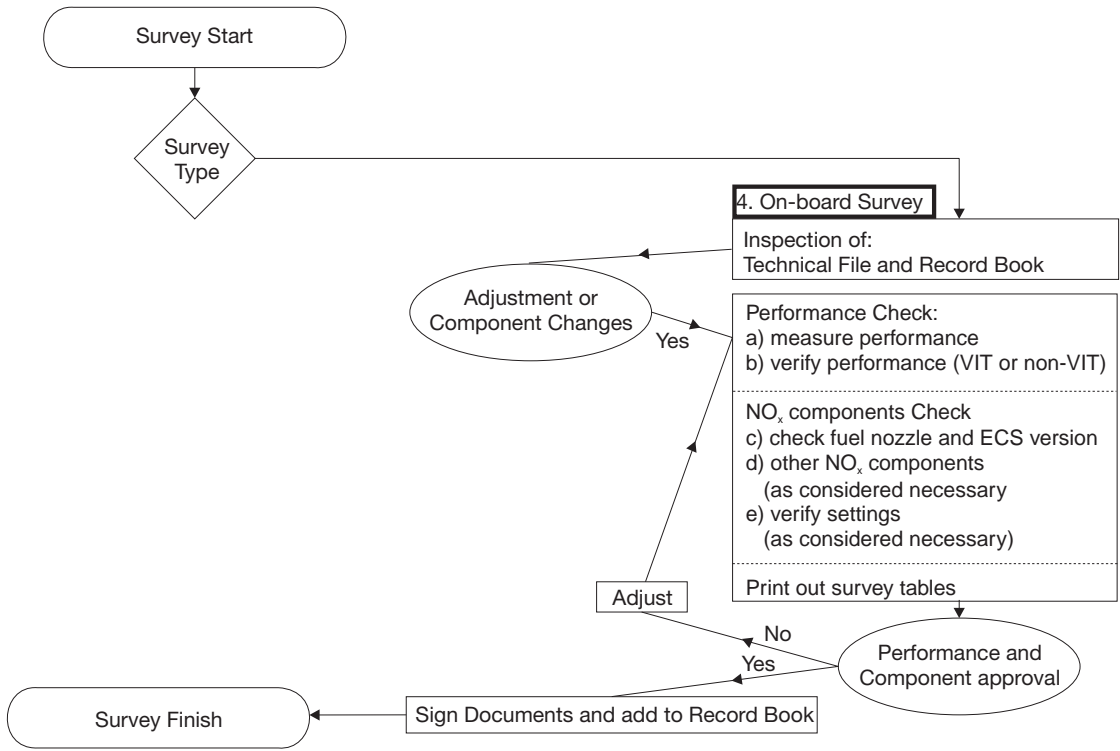 Survey Start
Survey
Type
4. On-board Survey
Inspection of:
Technical File and Record Book
Adjustment or
Component Changes
Yes
Performance Check:
a) measure performance
b) verify performance (VIT or non-VIT)
NOₓ components Check
c) check fuel nozzle and ECS version
d) other NOₓ components
(as considered necessary
e) verify settings
(as considered necessary)
Print out survey tables
Adjust
No
Yes
Performance and
Component approval
Sign Documents and add to Record Book
Survey Finish